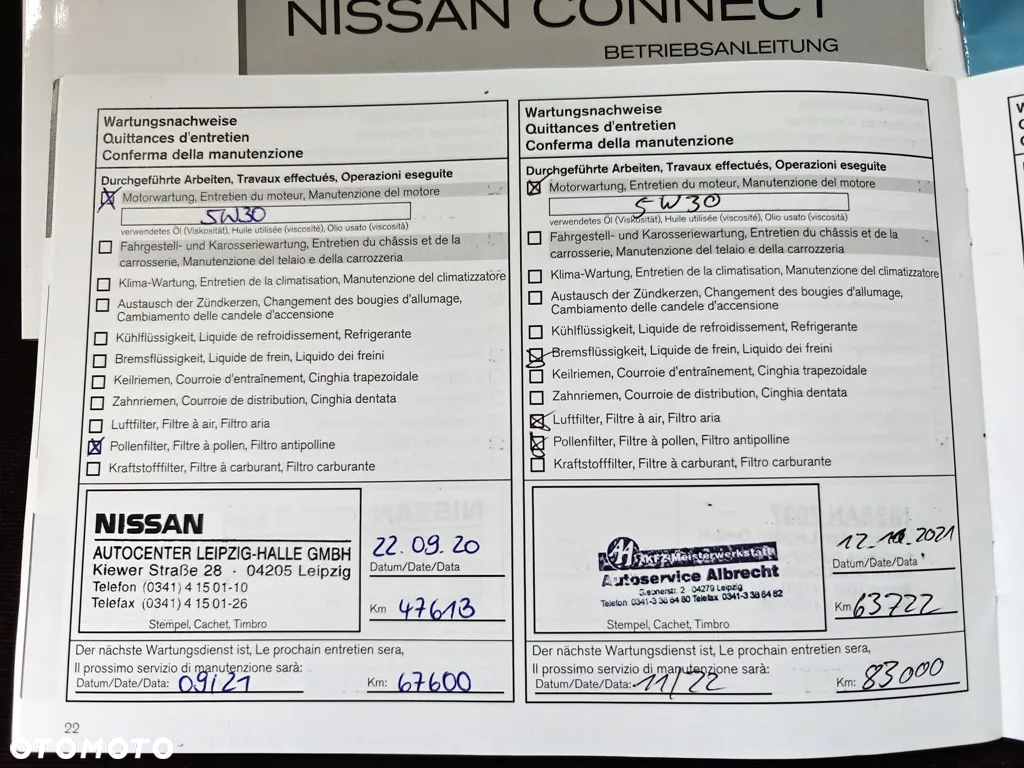 NISSAN CONNECT
BETRIEBSANLEITUNG
Wartungsnachweise
Quittances d'entretien
Conferma della manutenzione
Durchgeführte Arbeiten, Travaux effectués, Operazioni eseguite
Motorwartung, Entretien du moteur, Manutenzione del motore
5W30
verwendetes Öl (Viskosität), Huile utilisée (viscosité), Olio usato (viscosità)
Fahrgestell- und Karosseriewartung, Entretien du châssis et de la
carrosserie, Manutenzione del telaio e della carrozzeria
Klima-Wartung, Entretien de la climatisation, Manutenzione del climatizzatore
Austausch der Zündkerzen, Changement des bougies d'allumage,
Cambiamento delle candele d'accensione
Kühlflüssigkeit, Liquide de refroidissement, Refrigerante
Bremsflüssigkeit, Liquide de frein, Liquido dei freini
Keilriemen, Courroie d'entraînement, Cinghia trapezoidale
Zahnriemen, Courroie de distribution, Cinghia dentata
Luftfilter, Filtre à air, Filtro aria
Pollenfilter, Filtre à pollen, Filtro antipolline
Kraftstofffilter, Filtre à carburant, Filtro carburante
NISSAN
AUTOCENTER LEIPZIG-HALLE GMBH
Kiewer Straße 28 · 04205 Leipzig
Telefon (0341) 4 15 01-10
Telefax (0341) 4 15 01-26
Stempel, Cachet, Timbro
22.09.20
Datum/Date/Data
Km 47613
Der nächste Wartungsdienst ist, Le prochain entretien sera,
Il prossimo servizio di manutenzione sarà:
Datum/Date/Data: 09/21 Km: 67600
22
Wartungsnachweise
Quittances d'entretien
Conferma della manutenzione
Durchgeführte Arbeiten, Travaux effectués, Operazioni eseguite
Motorwartung, Entretien du moteur, Manutenzione del motore
5W30
verwendetes Öl (Viskosität), Huile utilisée (viscosité), Olio usato (viscosità)
Fahrgestell- und Karosseriewartung, Entretien du châssis et de la
carrosserie, Manutenzione del telaio e della carrozzeria
Klima-Wartung, Entretien de la climatisation, Manutenzione del climatizzatore
Austausch der Zündkerzen, Changement des bougies d'allumage,
Cambiamento delle candele d'accensione
Kühlflüssigkeit, Liquide de refroidissement, Refrigerante
Bremsflüssigkeit, Liquide de frein, Liquido dei freini
Keilriemen, Courroie d'entraînement, Cinghia trapezoidale
Zahnriemen, Courroie de distribution, Cinghia dentata
Luftfilter, Filtre à air, Filtro aria
Pollenfilter, Filtre à pollen, Filtro antipolline
Kraftstofffilter, Filtre à carburant, Filtro carburante
KFZ-Meisterwerkstatt
Autoservice Albrecht
2 · 04279 Leipzig
Telefon 0341-3 38 64 80 Telefax 0341-3 38 64 82
Stempel, Cachet, Timbro
2021
Datum/Date/Data
Km 63722
Der nächste Wartungsdienst ist, Le prochain entretien sera,
Il prossimo servizio di manutenzione sarà:
Datum/Date/Data: 11/22 Km: 83000
OTOMOTO